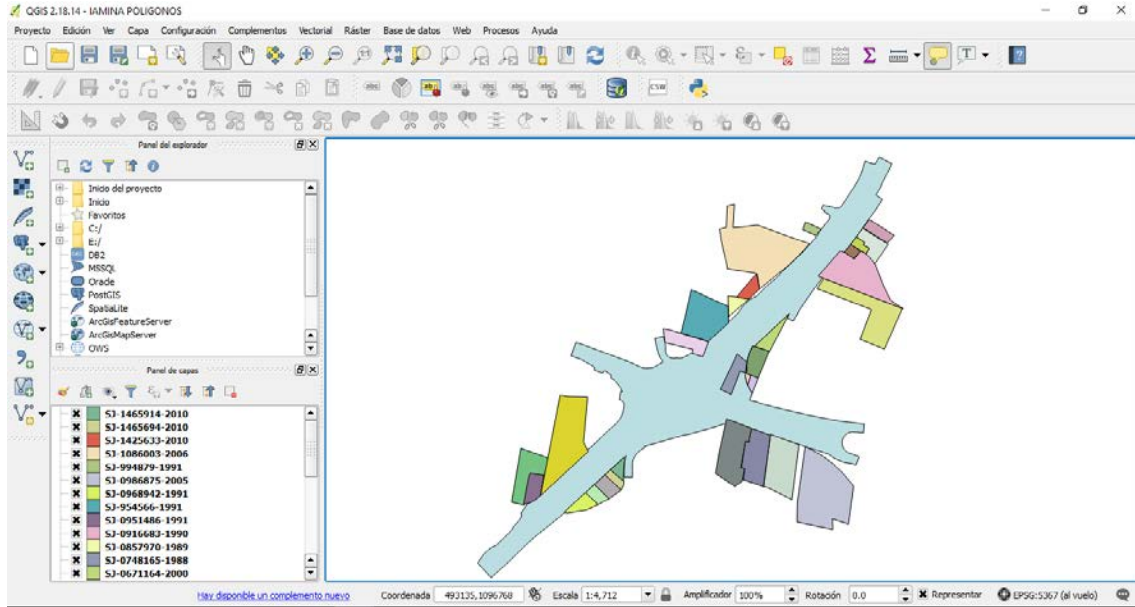 QGIS 2.18.14 - IAMINA POLIGONOS
Proyecto Edición Ver Capa Configuración Complementos Vectorial Ráster Base de datos Web Procesos Ayuda
Panel del explorador
Inicio del proyecto
Inicio
Favoritos
C:/
E:/
DB2
MSSQL
Oracle
PostGIS
SpatiaLite
ArcGisFeatureServer
ArcGisMapServer
OWS
Panel de capas
SJ-1465914-2010
SJ-1465694-2010
SJ-1425633-2010
SJ-1086003-2006
SJ-994879-1991
SJ-0986875-2005
SJ-0968942-1991
SJ-954566-1991
SJ-0951486-1991
SJ-0916683-1990
SJ-0857970-1989
SJ-0748165-1988
SJ-0671164-2000
Hay disponible un complemento nuevo Coordenada 493135,1096768 Escala 1:4,712 Amplificador 100% Rotación 0.0 Representar EPSG:5367 (al vuelo)